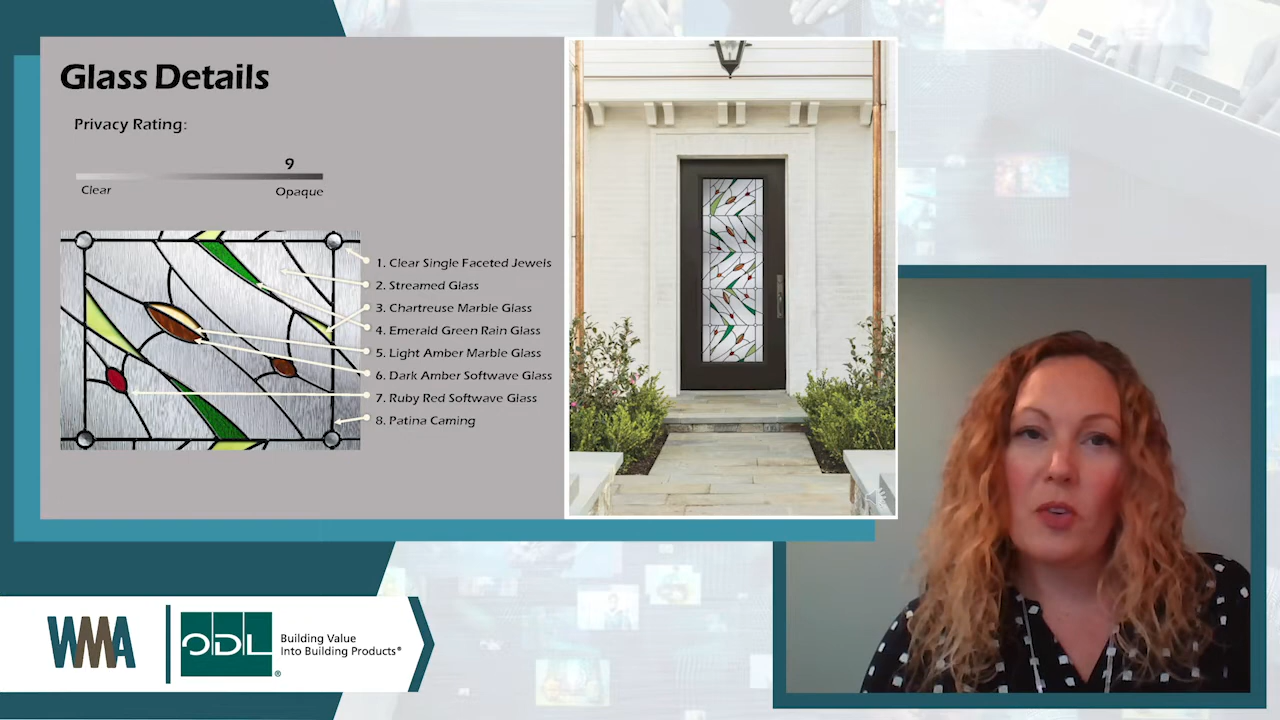 Glass Details
Privacy Rating:
9
Clear
Opaque
1. Clear Single Faceted Jewels
2. Streamed Glass
3. Chartreuse Marble Glass
4. Emerald Green Rain Glass
5. Light Amber Marble Glass
6. Dark Amber Softwave Glass
7. Ruby Red Softwave Glass
8. Patina Caming
WMA
ODL®
Building Value
Into Building Products®